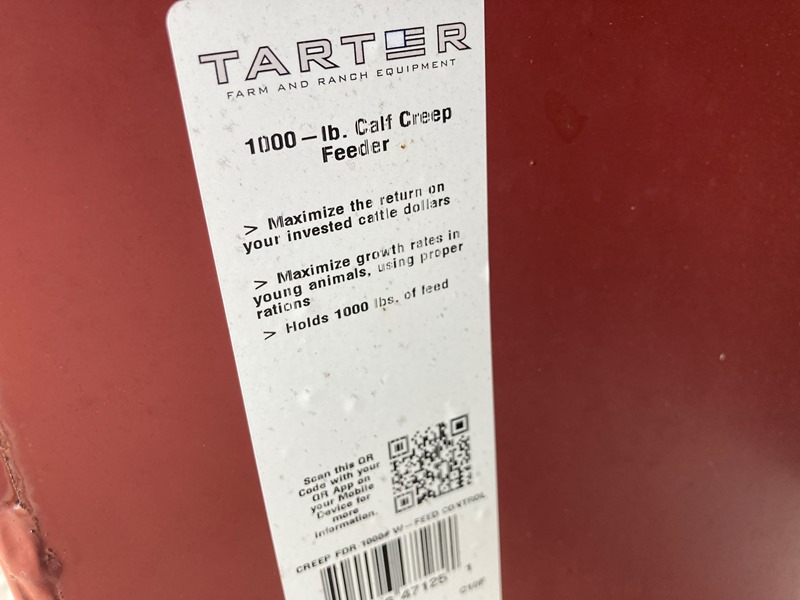 TARTER
FARM AND RANCH EQUIPMENT
1000-lb. Calf Creep
Feeder
> Maximize the return on
your invested cattle dollars
> Maximize growth rates in
young animals, using proper
rations
> Holds 1000 lbs. of feed
Scan this QR
Code with your
QR App on
your Mobile
Device for
more
Information.
CREEP FDR-1000# W-FEED CONTROL
47125 1